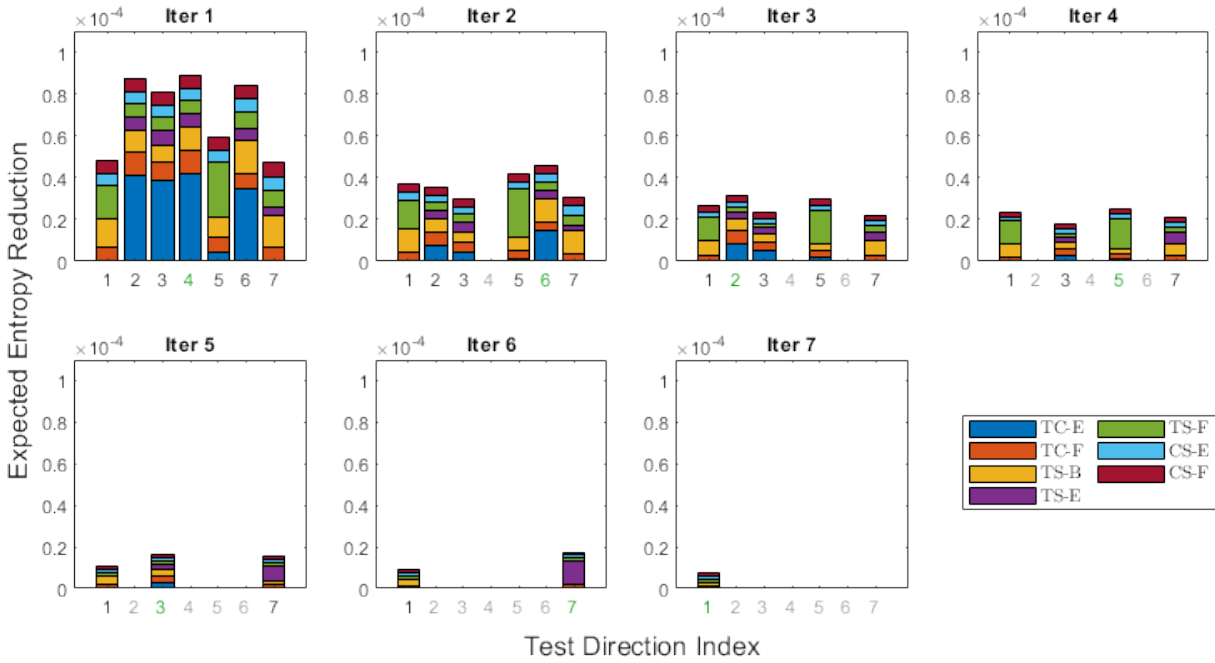 ×10⁻⁴ Iter 1
1
0.8
0.6
0.4
0.2
0
1 2 3 4 5 6 7
×10⁻⁴ Iter 2
1
0.8
0.6
0.4
0.2
0
1 2 3 4 5 6 7
×10⁻⁴ Iter 3
1
0.8
0.6
0.4
0.2
0
1 2 3 4 5 6 7
×10⁻⁴ Iter 4
1
0.8
0.6
0.4
0.2
0
1 2 3 4 5 6 7
Expected Entropy Reduction
×10⁻⁴ Iter 5
1
0.8
0.6
0.4
0.2
0
1 2 3 4 5 6 7
×10⁻⁴ Iter 6
1
0.8
0.6
0.4
0.2
0
1 2 3 4 5 6 7
×10⁻⁴ Iter 7
1
0.8
0.6
0.4
0.2
0
1 2 3 4 5 6 7
TC-E TS-F
TC-F CS-E
TS-B CS-F
TS-E
Test Direction Index